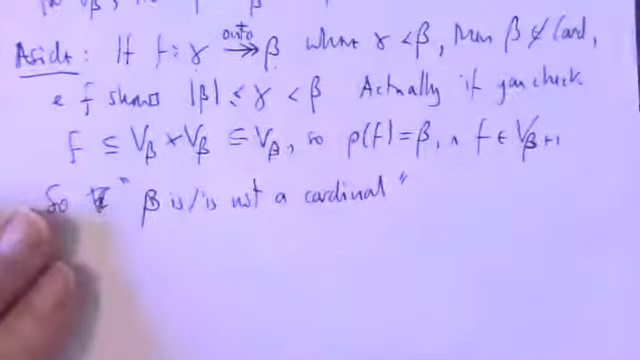 Aside: If f : γ ↠ onto β where γ < β, then β ∉ Card,
e f shows |β| ≤ γ < β Actually if you check
f ⊆ V_β × V_β ⊆ V_β, so ρ(f) = β, ∧ f ∈ V_β+1
So "β is/is not a cardinal"